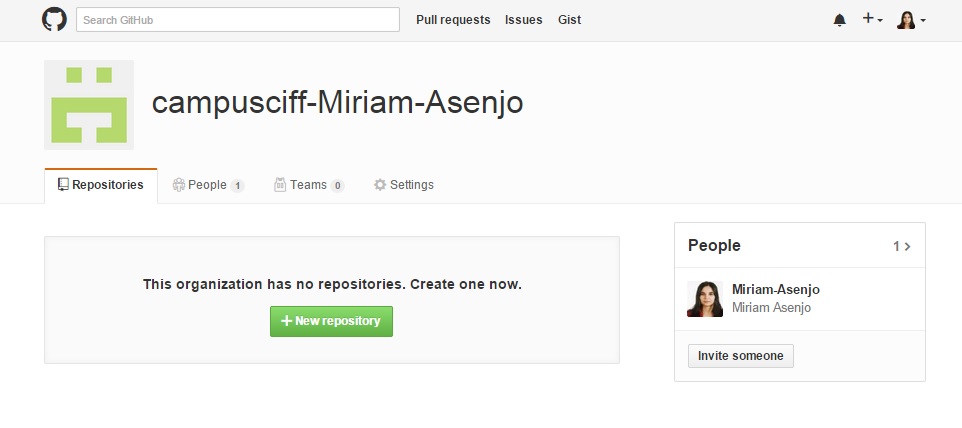 Search GitHub Pull requests Issues Gist
campusciff-Miriam-Asenjo
Repositories People 1 Teams 0 Settings
This organization has no repositories. Create one now.
New repository
People 1
Miriam-Asenjo
Miriam Asenjo
Invite someone